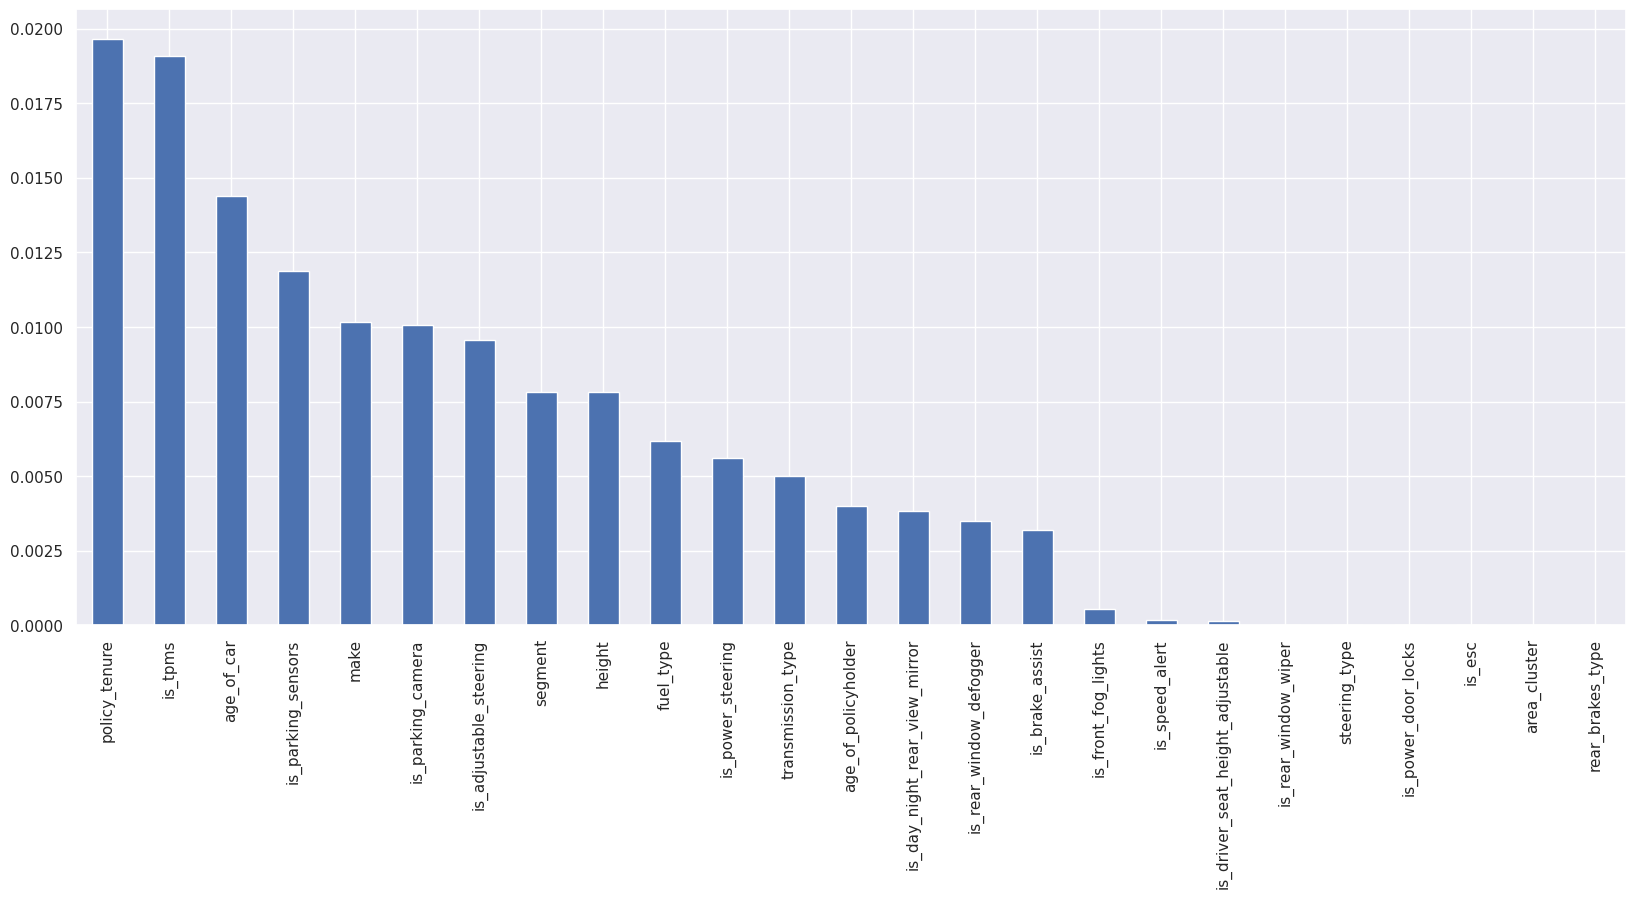 0.0200
0.0175
0.0150
0.0125
0.0100
0.0075
0.0050
0.0025
0.0000
policy_tenure
is_tpms
age_of_car
is_parking_sensors
make
is_parking_camera
is_adjustable_steering
segment
height
fuel_type
is_power_steering
transmission_type
age_of_policyholder
is_day_night_rear_view_mirror
is_rear_window_defogger
is_brake_assist
is_front_fog_lights
is_speed_alert
is_driver_seat_height_adjustable
is_rear_window_wiper
steering_type
is_power_door_locks
is_esc
area_cluster
rear_brakes_type